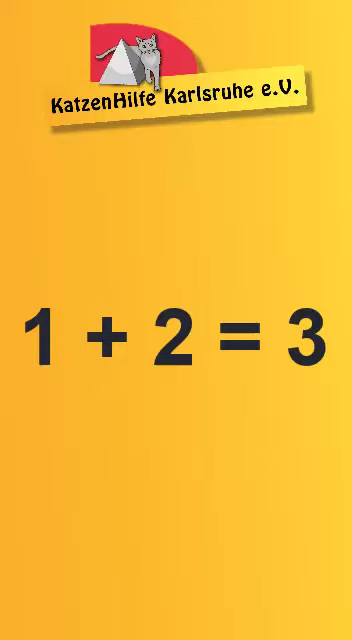 KatzenHilfe Karlsruhe e.V.
1 + 2 = 3